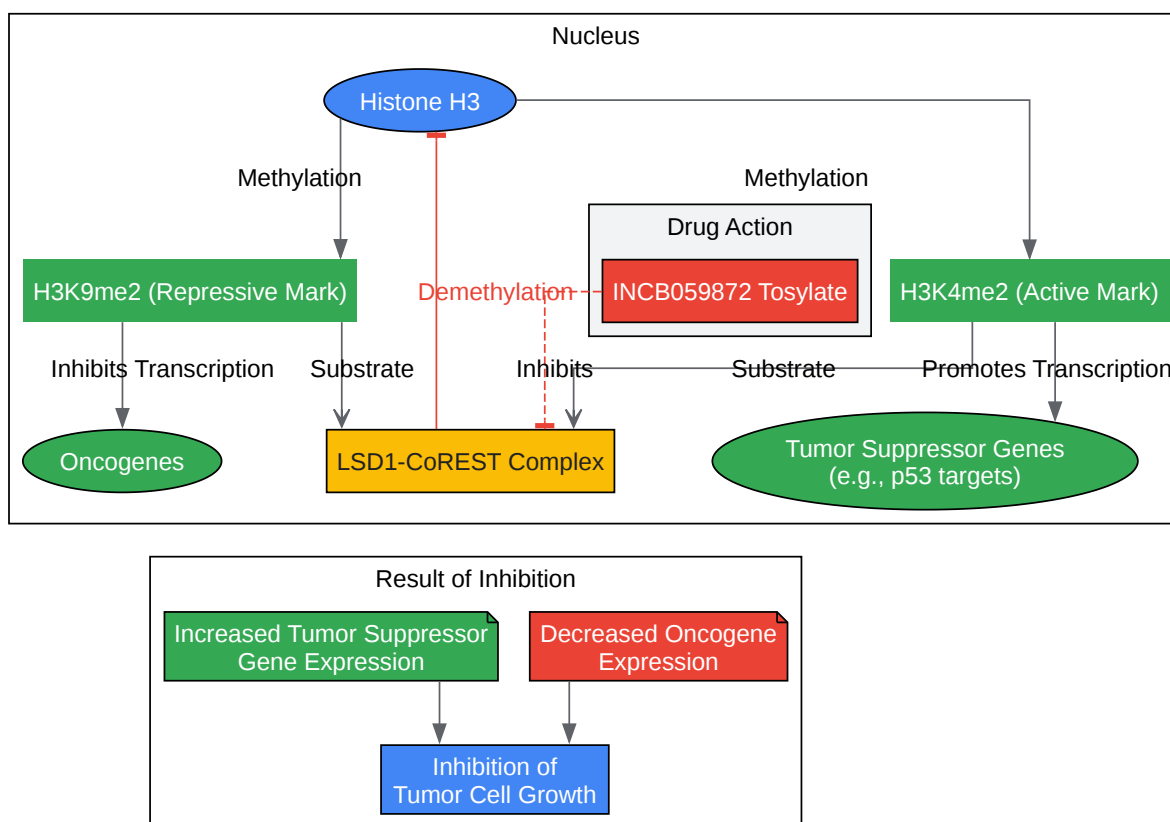 Nucleus
Histone H3
Methylation
Methylation
Drug Action
H3K9me2 (Repressive Mark)
Demethylation
INCB059872 Tosylate
H3K4me2 (Active Mark)
Inhibits Transcription
Substrate
Inhibits
Substrate
Promotes Transcription
Oncogenes
LSD1-CoREST Complex
Tumor Suppressor Genes
(e.g., p53 targets)
Result of Inhibition
Increased Tumor Suppressor
Gene Expression
Decreased Oncogene
Expression
Inhibition of
Tumor Cell Growth